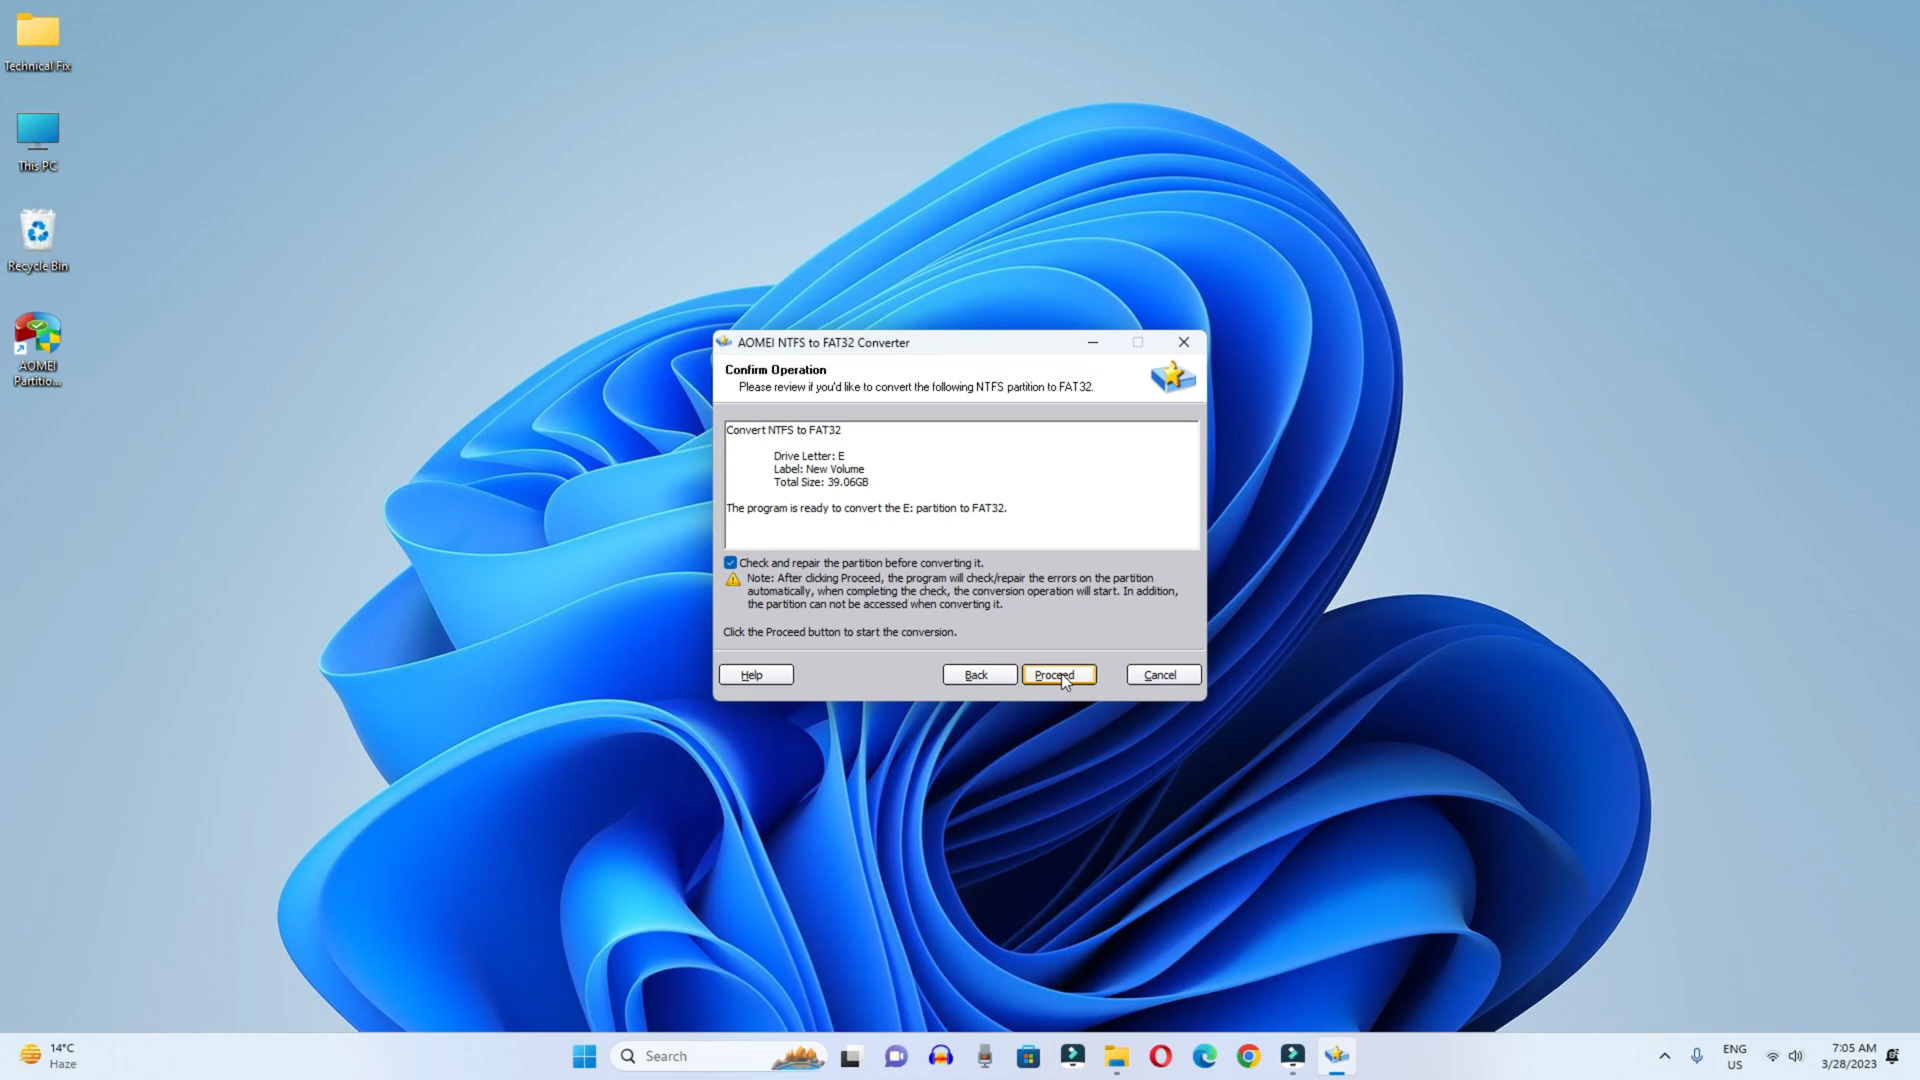 Technical Fix
This PC
Recycle Bin
AOMEI
Partitio...
AOMEI NTFS to FAT32 Converter
Confirm Operation
Please review if you'd like to convert the following NTFS partition to FAT32.
Convert NTFS to FAT32
Drive Letter: E
Label: New Volume
Total Size: 39.06GB
The program is ready to convert the E: partition to FAT32.
Check and repair the partition before converting it.
Note: After clicking Proceed, the program will check/repair the errors on the partition
automatically, when completing the check, the conversion operation will start. In addition,
the partition can not be accessed when converting it.
Click the Proceed button to start the conversion.
Help
Back
Proceed
Cancel
14°C
Haze
Search
ENG
US
7:05 AM
3/28/2023